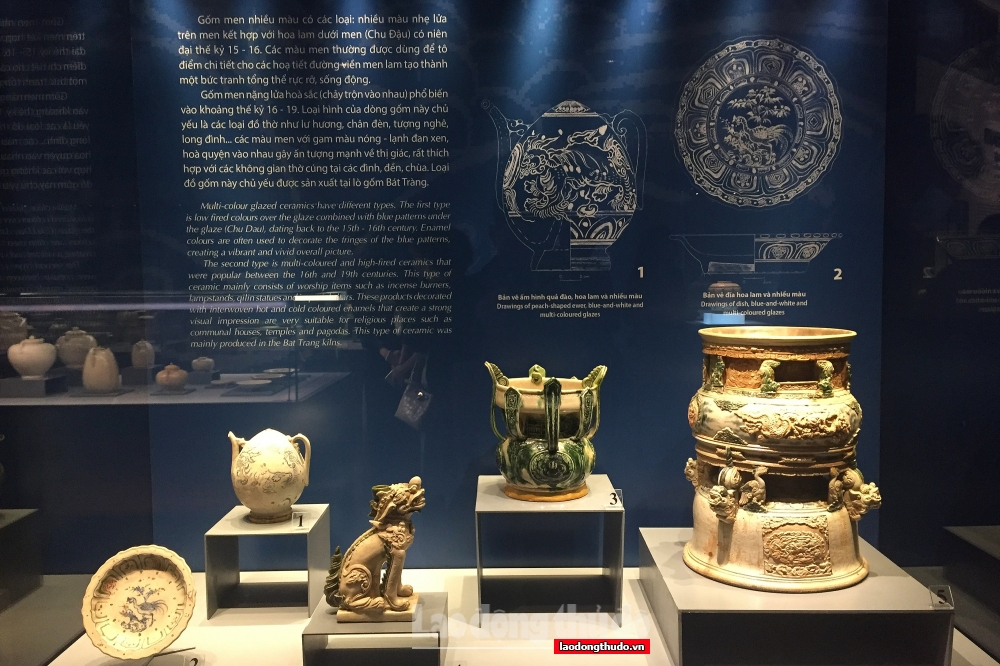 Gốm men nhiều màu có các loại: nhiều màu nhẹ lửa
trên men kết hợp với hoa lam dưới men (Chu Đậu) có niên
đại thế kỷ 15 - 16. Các màu men thường được dùng để tô
điểm chi tiết cho các hoạ tiết đường viền men lam tạo thành
một bức tranh tổng thể rực rỡ, sống động.
Gốm men nặng lửa hoà sắc (chảy trộn vào nhau) phổ biến
vào khoảng thế kỷ 16 - 19. Loại hình của dòng gốm này chủ
yếu là các loại đồ thờ như lư hương, chân đèn, tượng nghê,
long đình... các màu men với gam màu nóng - lạnh đan xen,
hoà quyện vào nhau gây ấn tượng mạnh về thị giác, rất thích
hợp với các không gian thờ cúng tại các đình, đền, chùa. Loại
đồ gốm này chủ yếu được sản xuất tại lò gốm Bát Tràng.
Multi-colour glazed ceramics have different types. The first type
is low fired colours over the glaze combined with blue patterns under
the glaze (Chu Dau), dating back to the 15th - 16th century. Enamel
colours are often used to decorate the fringes of the blue patterns,
creating a vibrant and vivid overall picture.
The second type is multi-coloured and high-fired ceramics that
were popular between the 16th and 19th centuries. This type of
ceramic mainly consists of worship items such as incense burners,
lampstands, qilin statues and These products decorated
with interwoven hot and cold coloured enamels that create a strong
visual impression are very suitable for religious places such as
communal houses, temples and pagodas. This type of ceramic was
mainly produced in the Bat Trang kilns.
1
Bản vẽ ấm hình quả đào, hoa lam và nhiều màu
Drawings of peach-shaped ewer, blue-and-white and
multi-coloured glazes
2
Bản vẽ đĩa hoa lam và nhiều màu
Drawings of dish, blue-and-white and
multi-coloured glazes
1
3
2
Lao động thủ đô
laodongthudo.vn